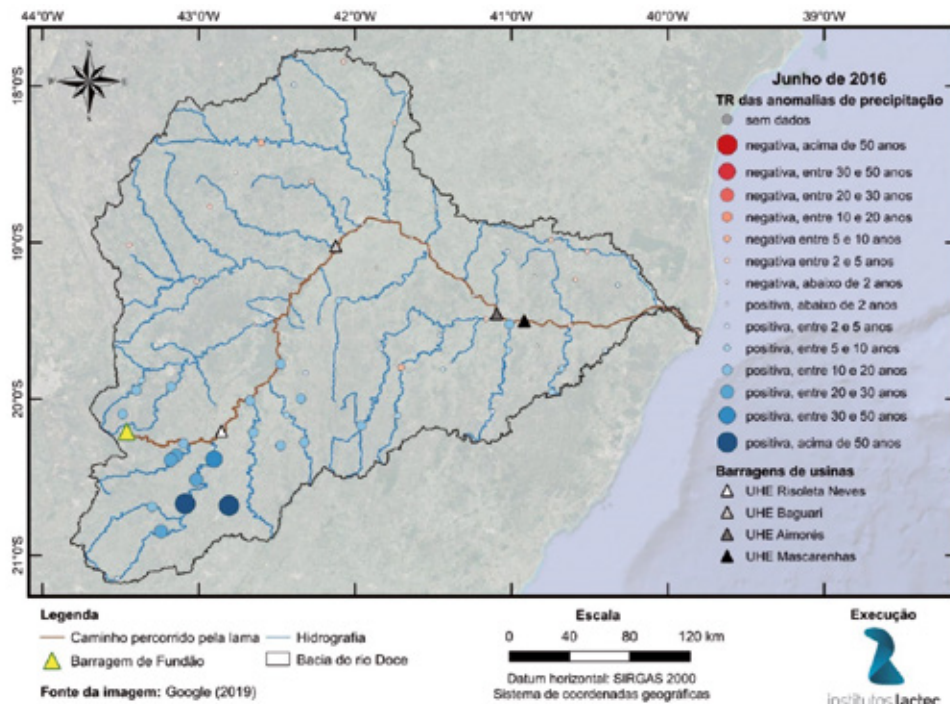 44°0'O 43°0'O 42°0'O 41°0'O 40°0'O 39°0'O
18°0'S
19°0'S
20°0'S
21°0'S
N
Junho de 2016
TR das anomalias de precipitação
sem dados
negativa, acima de 50 anos
negativa, entre 30 e 50 anos
negativa, entre 20 e 30 anos
negativa, entre 10 e 20 anos
negativa entre 5 e 10 anos
negativa entre 2 e 5 anos
negativa, abaixo de 2 anos
positiva, abaixo de 2 anos
positiva, entre 2 e 5 anos
positiva, entre 5 e 10 anos
positiva, entre 10 e 20 anos
positiva, entre 20 e 30 anos
positiva, entre 30 e 50 anos
positiva, acima de 50 anos
Barragens de usinas
UHE Risoleta Neves
UHE Baguari
UHE Aimorés
UHE Mascarenhas
Legenda
Caminho percorrido pela lama
Hidrografia
Barragem de Fundão
Bacia do rio Doce
Fonte da imagem: Google (2019)
Escala
0 40 80 120 km
Datum horizontal: SIRGAS 2000
Sistema de coordenadas geográficas
Execução
institutos lactec